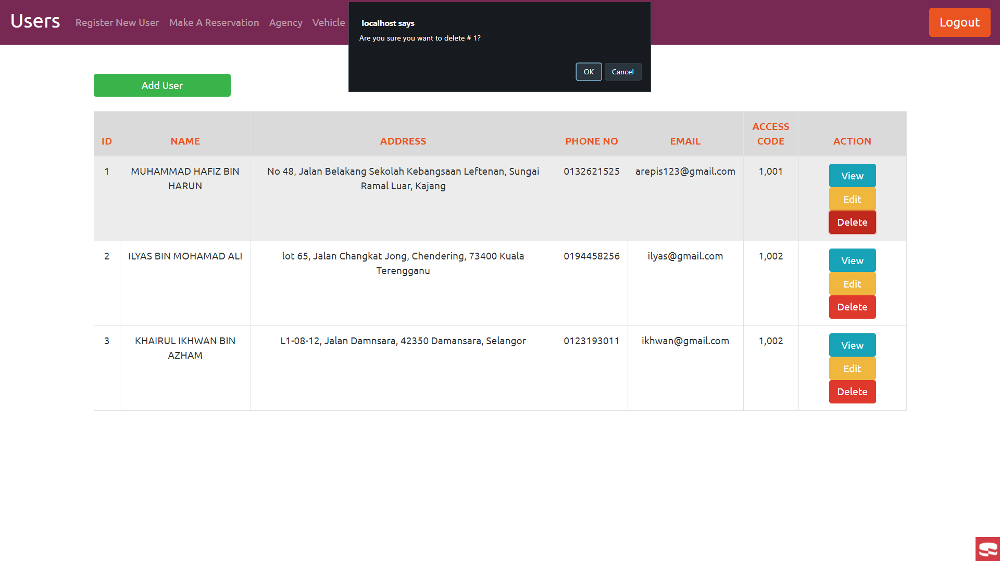 Users
Register New User
Make A Reservation
Agency
Vehicle
localhost says
Are you sure you want to delete # 1?
OK
Cancel
Logout
Add User
ID
NAME
ADDRESS
PHONE NO
EMAIL
ACCESS
CODE
ACTION
1
MUHAMMAD HAFIZ BIN
HARUN
No 48, Jalan Belakang Sekolah Kebangsaan Leftenan, Sungai
Ramal Luar, Kajang
0132621525
arepis123@gmail.com
1,001
View
Edit
Delete
2
ILYAS BIN MOHAMAD ALI
lot 65, Jalan Changkat Jong, Chendering, 73400 Kuala
Terengganu
0194458256
ilyas@gmail.com
1,002
View
Edit
Delete
3
KHAIRUL IKHWAN BIN
AZHAM
L1-08-12, Jalan Damnsara, 42350 Damansara, Selangor
0123193011
ikhwan@gmail.com
1,002
View
Edit
Delete